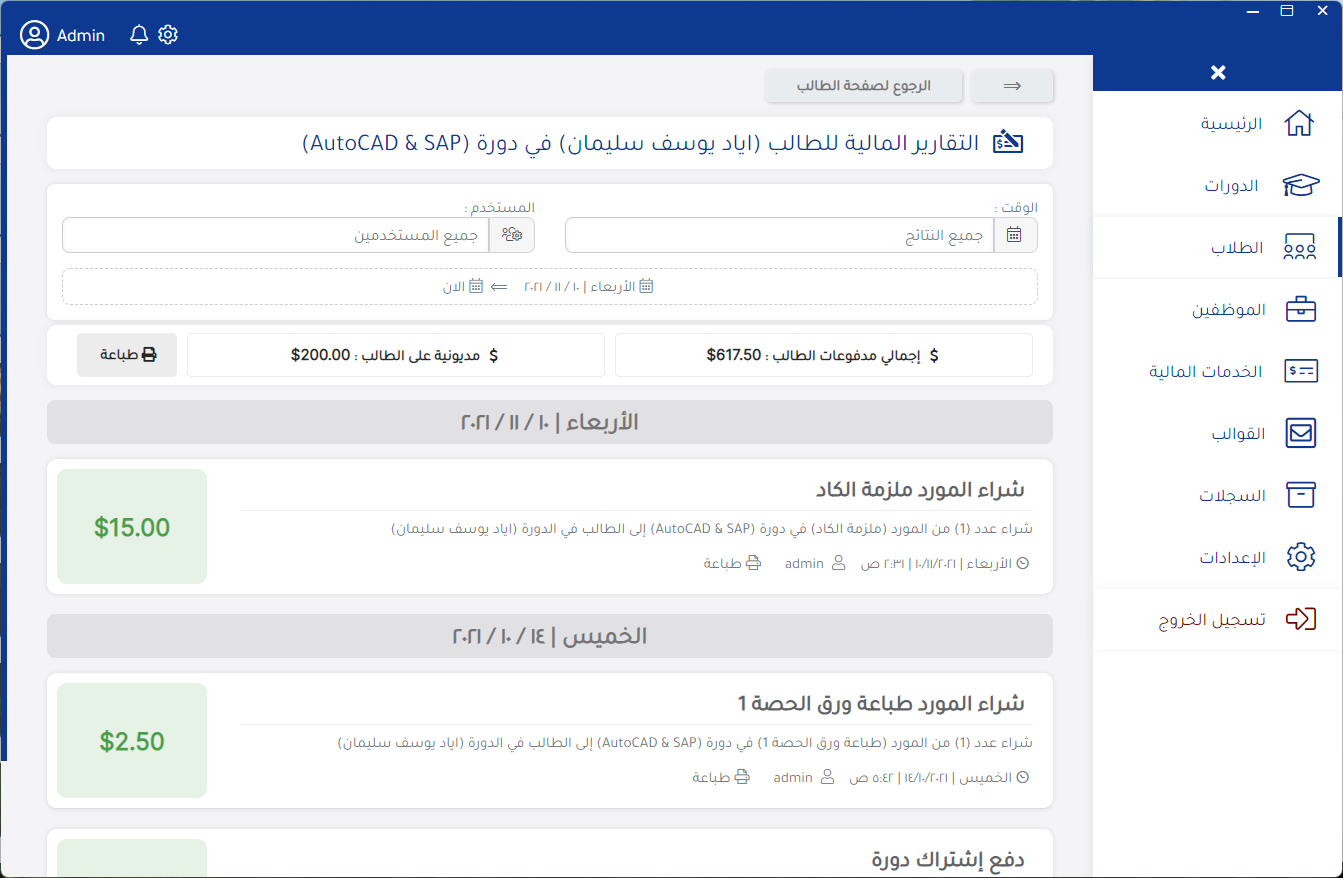 Admin
الرئيسية
الدورات
الطلاب
الموظفين
الخدمات المالية
القوالب
السجلات
الإعدادات
تسجيل الخروج
الرجوع لصفحة الطالب
التقارير المالية للطالب (اياد يوسف سليمان) في دورة (AutoCAD & SAP)
الوقت :
جميع النتائج
المستخدم :
جميع المستخدمين
الأربعاء | ١٠ / ١١ / ٢٠٢١ ⇐ الان
$ إجمالي مدفوعات الطالب : $617.50
$ مديونية على الطالب : $200.00
طباعة
الأربعاء | ١٠ / ١١ / ٢٠٢١
شراء المورد ملزمة الكاد
شراء عدد (1) من المورد (ملزمة الكاد) في دورة (AutoCAD & SAP) إلى الطالب في الدورة (اياد يوسف سليمان)
الأربعاء | ١٠/١١/٢٠٢١ | ٢:٣١ ص admin طباعة
$15.00
الخميس | ١٤ / ١٠ / ٢٠٢١
شراء المورد طباعة ورق الحصة 1
شراء عدد (1) من المورد (طباعة ورق الحصة 1) في دورة (AutoCAD & SAP) إلى الطالب في الدورة (اياد يوسف سليمان)
الخميس | ١٤/١٠/٢٠٢١ | ٥:٤٢ ص admin طباعة
$2.50
دفع إشتراك دورة